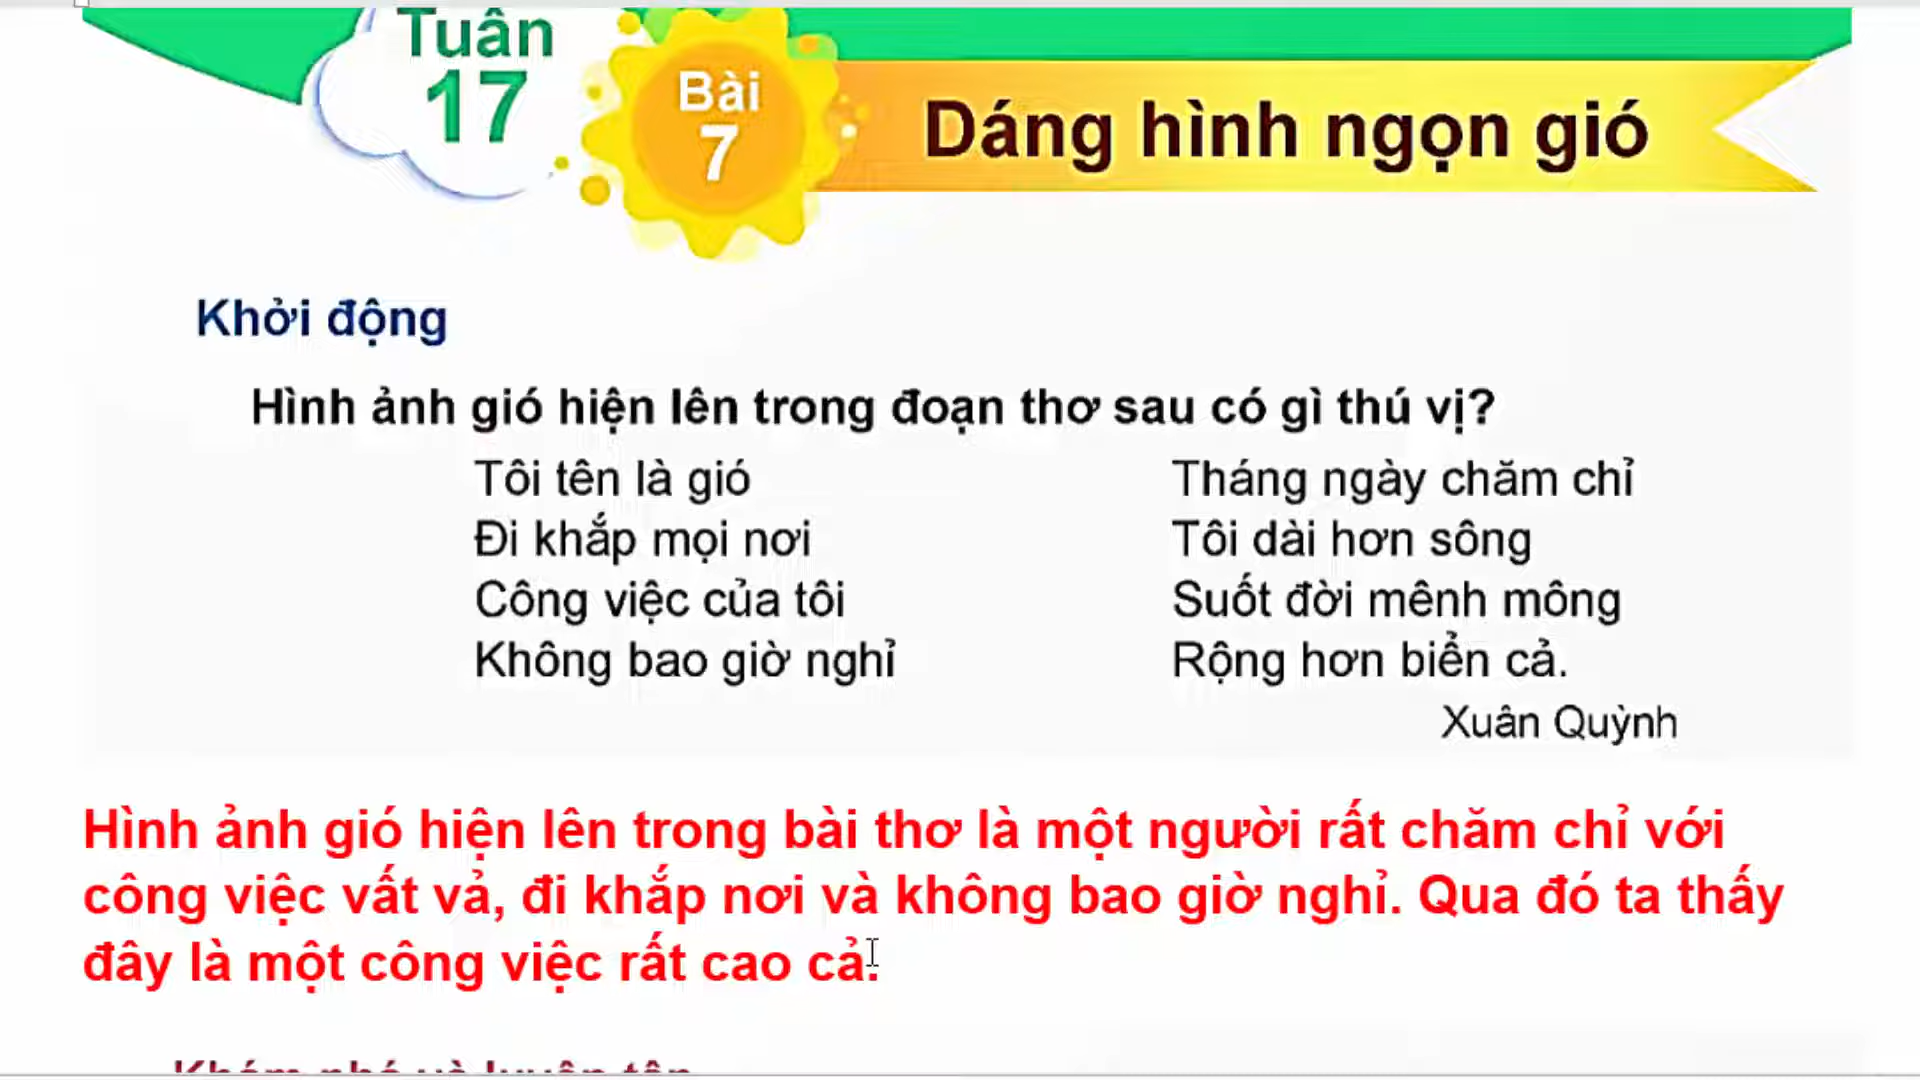 Tuần
17
Bài
7
Dáng hình ngọn gió
Khởi động
Hình ảnh gió hiện lên trong đoạn thơ sau có gì thú vị?
Tôi tên là gió
Đi khắp mọi nơi
Công việc của tôi
Không bao giờ nghỉ
Tháng ngày chăm chỉ
Tôi dài hơn sông
Suốt đời mênh mông
Rộng hơn biển cả.
Xuân Quỳnh
Hình ảnh gió hiện lên trong bài thơ là một người rất chăm chỉ với
công việc vất vả, đi khắp nơi và không bao giờ nghỉ. Qua đó ta thấy
đây là một công việc rất cao cả.